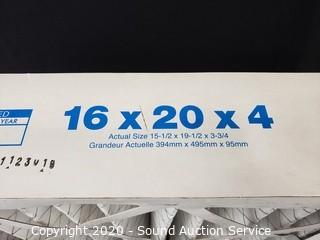 ED
YEAR
16 x 20 x 4
Actual Size 15-1/2 x 19-1/2 x 3-3/4
Grandeur Actuelle 394mm x 495mm x 95mm
Copyright 2020 - Sound Auction Service